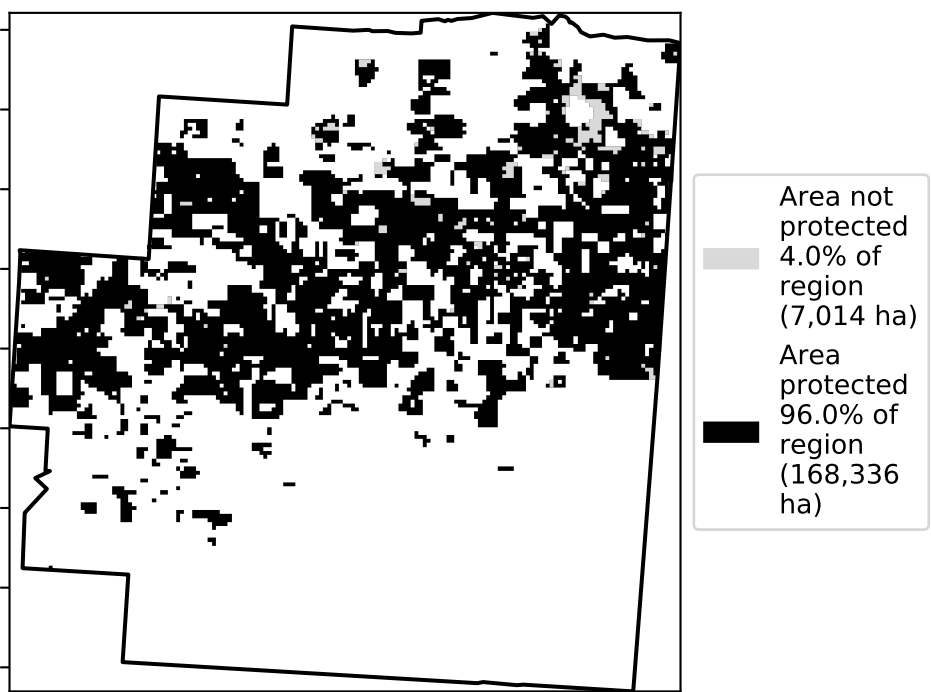 Area not
protected
4.0% of
region
(7,014 ha)
Area
protected
96.0% of
region
(168,336
ha)